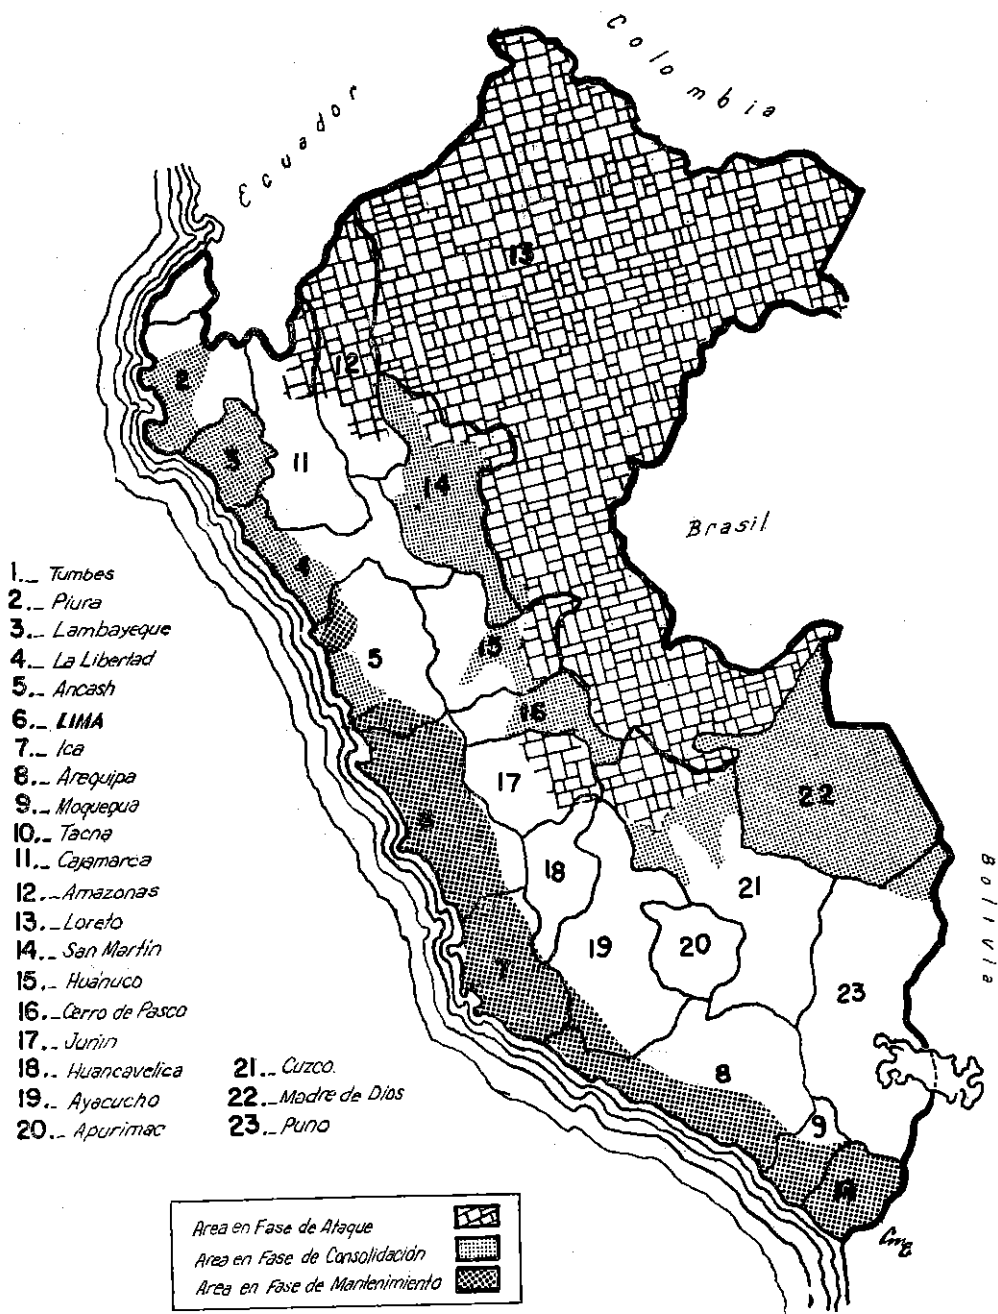 Colombia
Ecuador
13
12
2
3
11
14
Brasil
4
1._ Tumbes
2._ Piura
3._ Lambayeque
4._ La Libertad
5._ Ancash
6._ LIMA
7._ Ica
8._ Arequipa
9._ Moquegua
10._ Tacna
11._ Cajamarca
12._ Amazonas
13._ Loreto
14._ San Martín
15._ Huánuco
16._ Cerro de Pasco
17._ Junín
18._ Huancavelica
19._ Ayacucho
20._ Apurimac
21._ Cuzco.
22._ Madre de Dios
23._ Puno
5
15
16
17
22
6
18
21
Bolivia
19
20
7
23
8
9
10
Area en Fase de Ataque
Area en Fase de Consolidación
Area en Fase de Mantenimiento